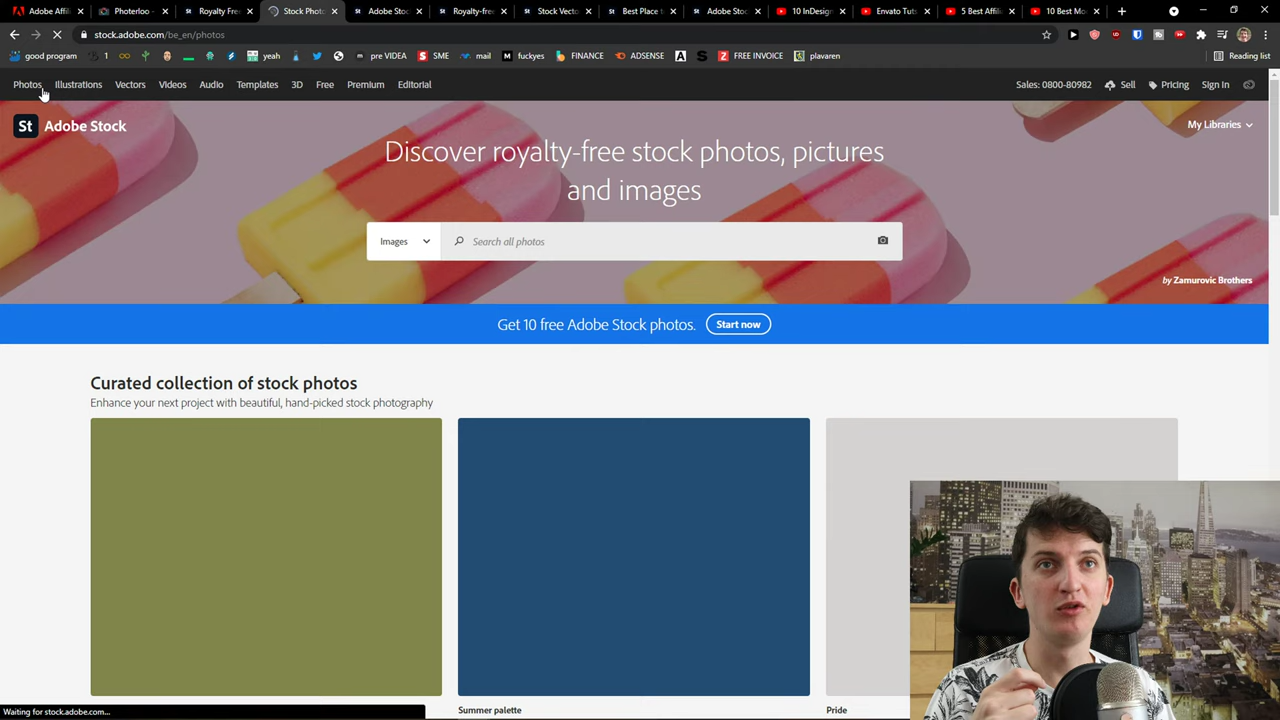 Adobe Affili
Photerloo -
Royalty Fre
Stock Photo
Adobe Stoc
Royalty-free
Stock Vecto
Best Place t
Adobe Stoc
10 InDesign
Envato Tuts
5 Best Affili
10 Best Mo
stock.adobe.com/be_en/photos
good program
1
yeah
pre VIDEA
SME
mail
fuckyes
FINANCE
ADSENSE
FREE INVOICE
plavaren
Reading list
Photos
Illustrations
Vectors
Videos
Audio
Templates
3D
Free
Premium
Editorial
Sales: 0800-80982
Sell
Pricing
Sign In
St
Adobe Stock
My Libraries
Discover royalty-free stock photos, pictures
and images
Images
Search all photos
by Zamurovic Brothers
Get 10 free Adobe Stock photos.
Start now
Curated collection of stock photos
Enhance your next project with beautiful, hand-picked stock photography
Summer palette
Pride
Waiting for stock.adobe.com...